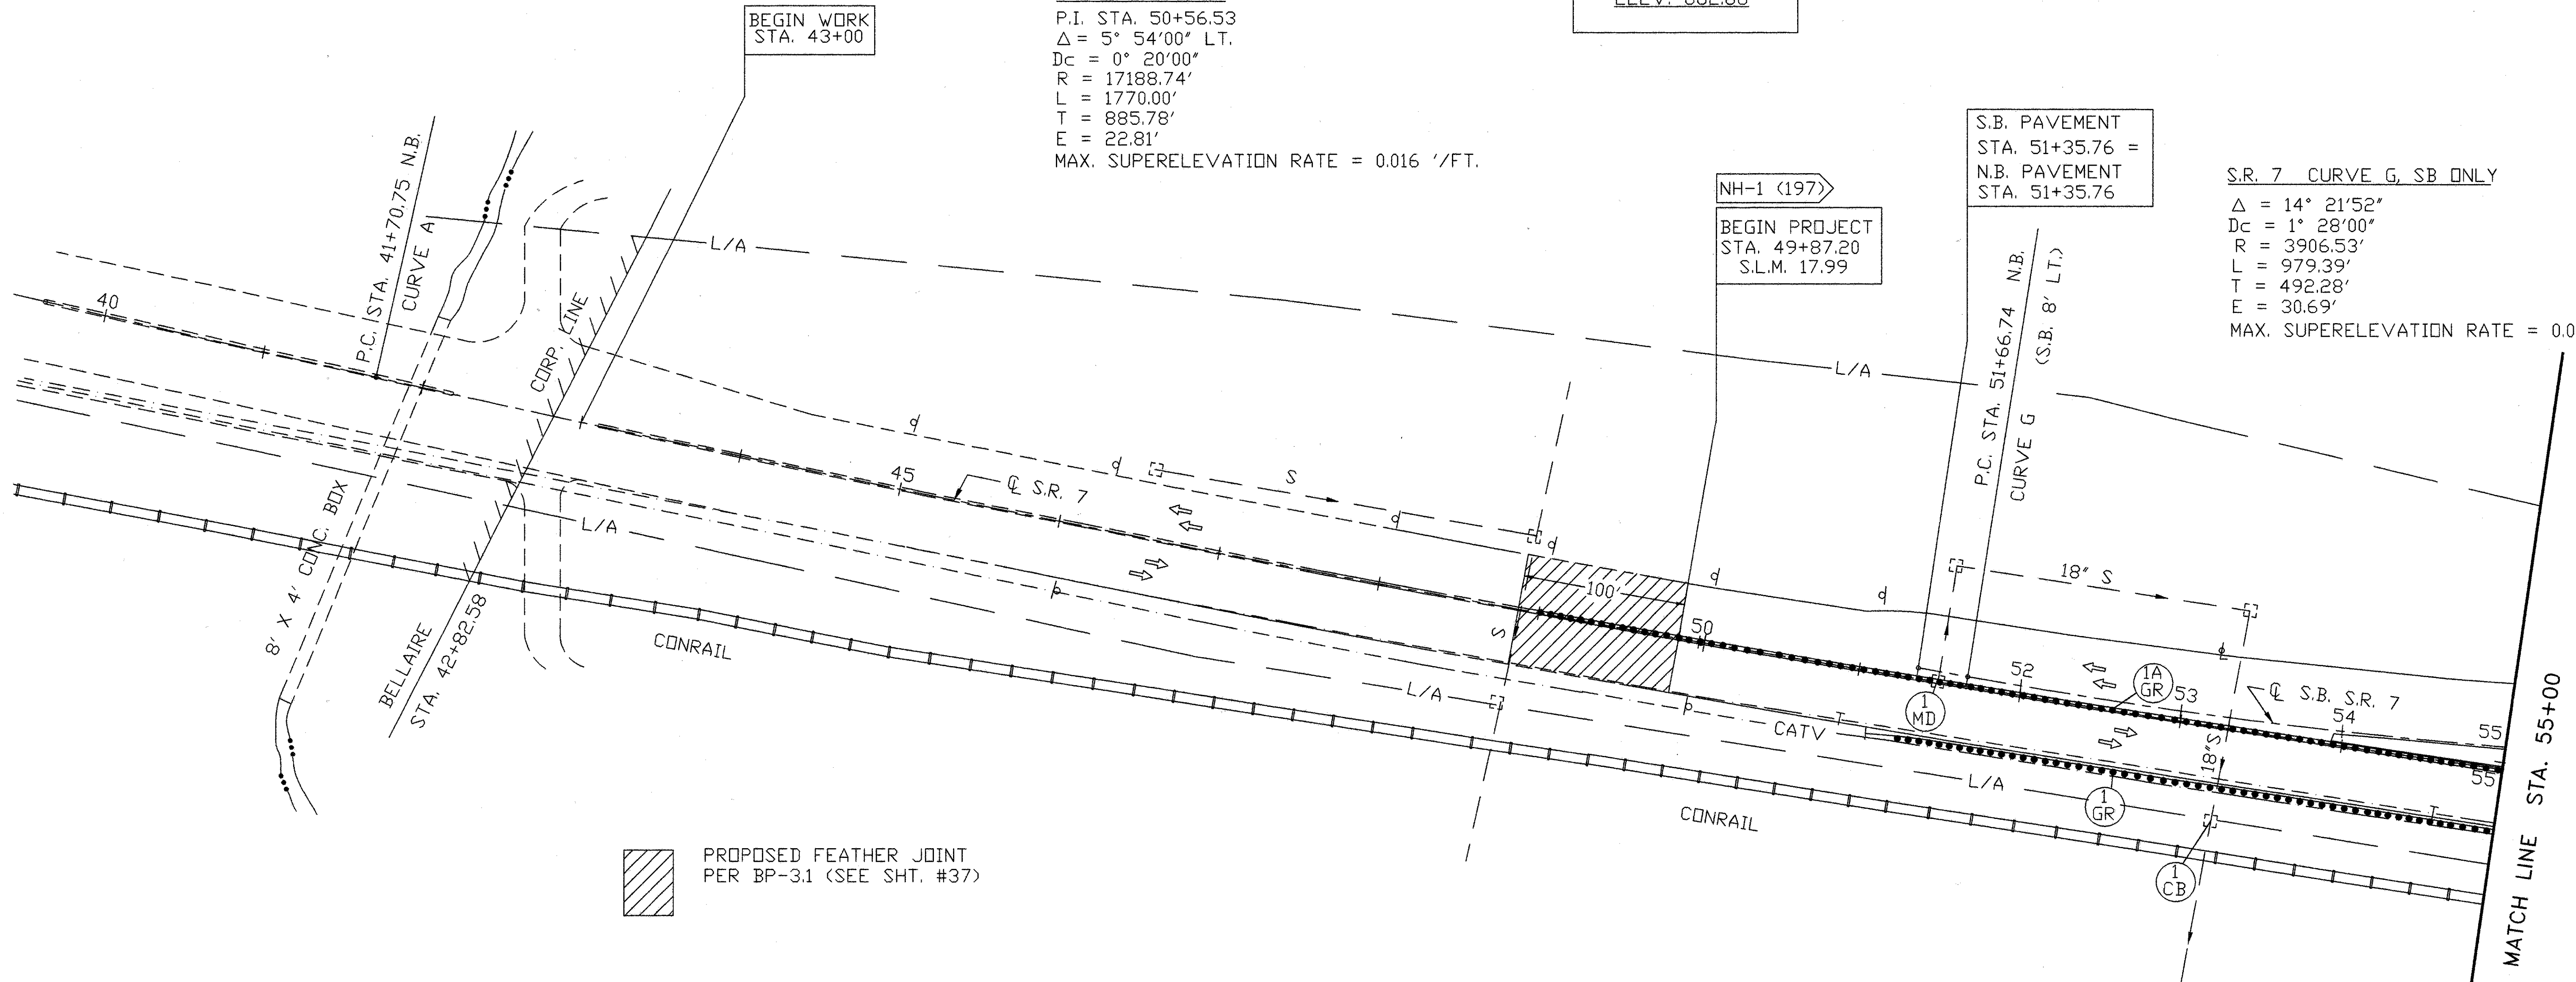 BEGIN WORK
STA. 43+00
P.I. STA. 50+56.53
Δ = 5° 54'00" LT.
Dc = 0° 20'00"
R = 17188.74'
L = 1770.00'
T = 885.78'
E = 22.81'
MAX. SUPERELEVATION RATE = 0.016 '/FT.
S.B. PAVEMENT
STA. 51+35.76 =
N.B. PAVEMENT
STA. 51+35.76
NH-1 (197)
BEGIN PROJECT
STA. 49+87.20
S.L.M. 17.99
S.R. 7 CURVE G, SB ONLY
Δ = 14° 21'52"
Dc = 1° 28'00"
R = 3906.53'
L = 979.39'
T = 492.28'
E = 30.69'
MAX. SUPERELEVATION RATE = 0.0
P.C. STA. 41+70.75 N.B.
CURVE A
L/A
CORP. LINE
40
8' X 4' CONC. BOX
BELLAIRE
STA. 42+82.58
L/A
CONRAIL
45
℄ S.R. 7
S
100'
S
50
L/A
L/A
P.C. STA. 51+66.74 N.B.
(S.B. 8' LT.)
CURVE G
18" S
1
MD
52
1A
GR
53
℄ S.B. S.R. 7
54
55
55
CATV
T
18" S
L/A
T
1
GR
1
CB
CONRAIL
MATCH LINE STA. 55+00
PROPOSED FEATHER JOINT
PER BP-3.1 (SEE SHT. #37)